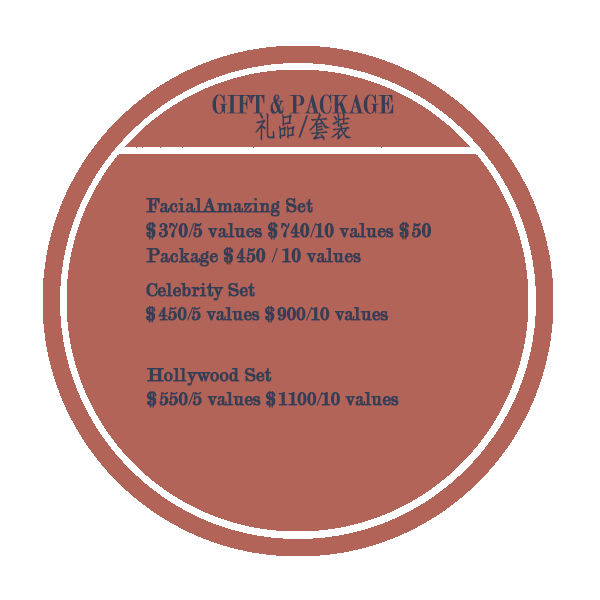 GIFT & PACKAGE
礼品/套装
FacialAmazing Set
$370/5 values $740/10 values $50
Package $450 / 10 values
Celebrity Set
$450/5 values $900/10 values
Hollywood Set
$550/5 values $1100/10 values